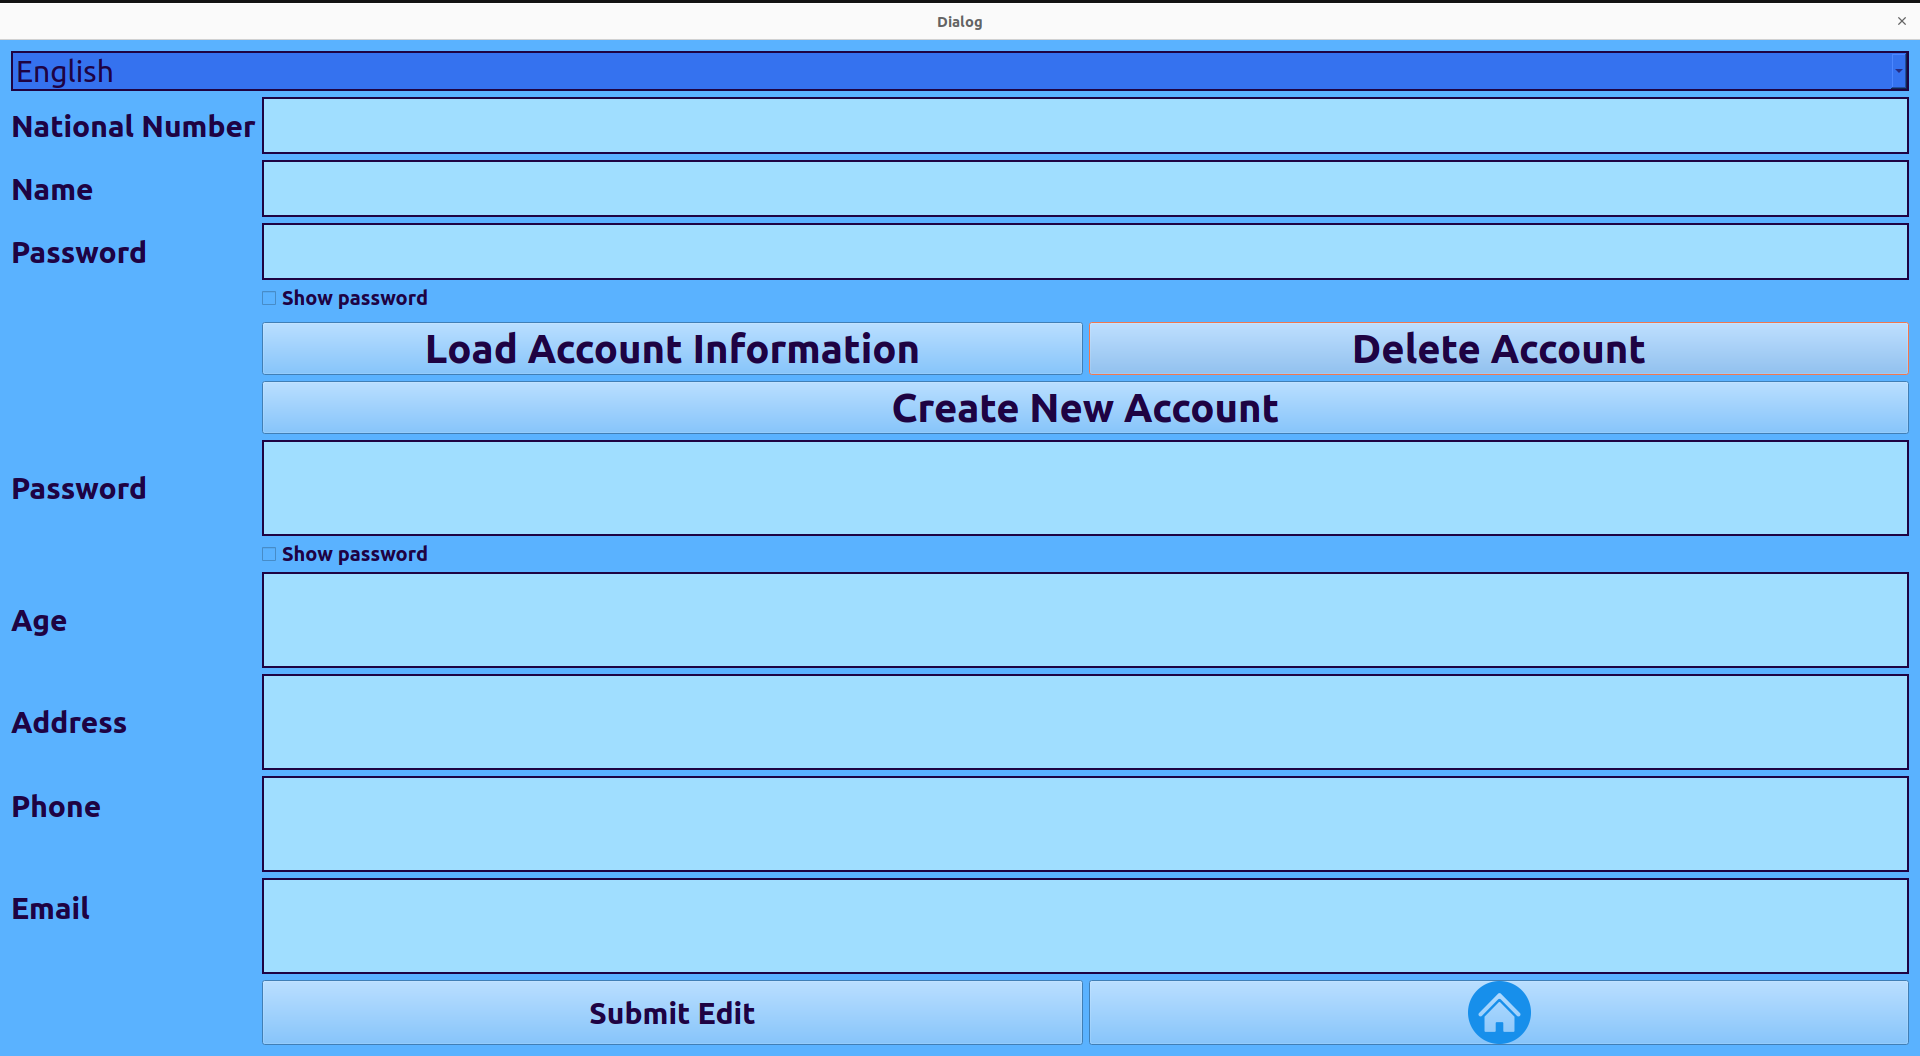 Dialog
English
National Number
Name
Password
Show password
Load Account Information
Delete Account
Create New Account
Password
Show password
Age
Address
Phone
Email
Submit Edit